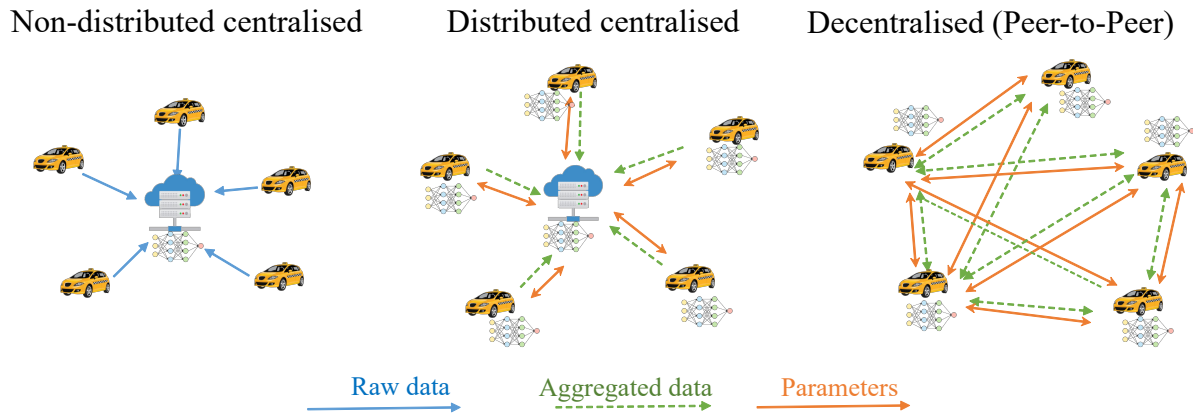 Non-distributed centralised
Distributed centralised
Decentralised (Peer-to-Peer)
Raw data
Aggregated data
Parameters